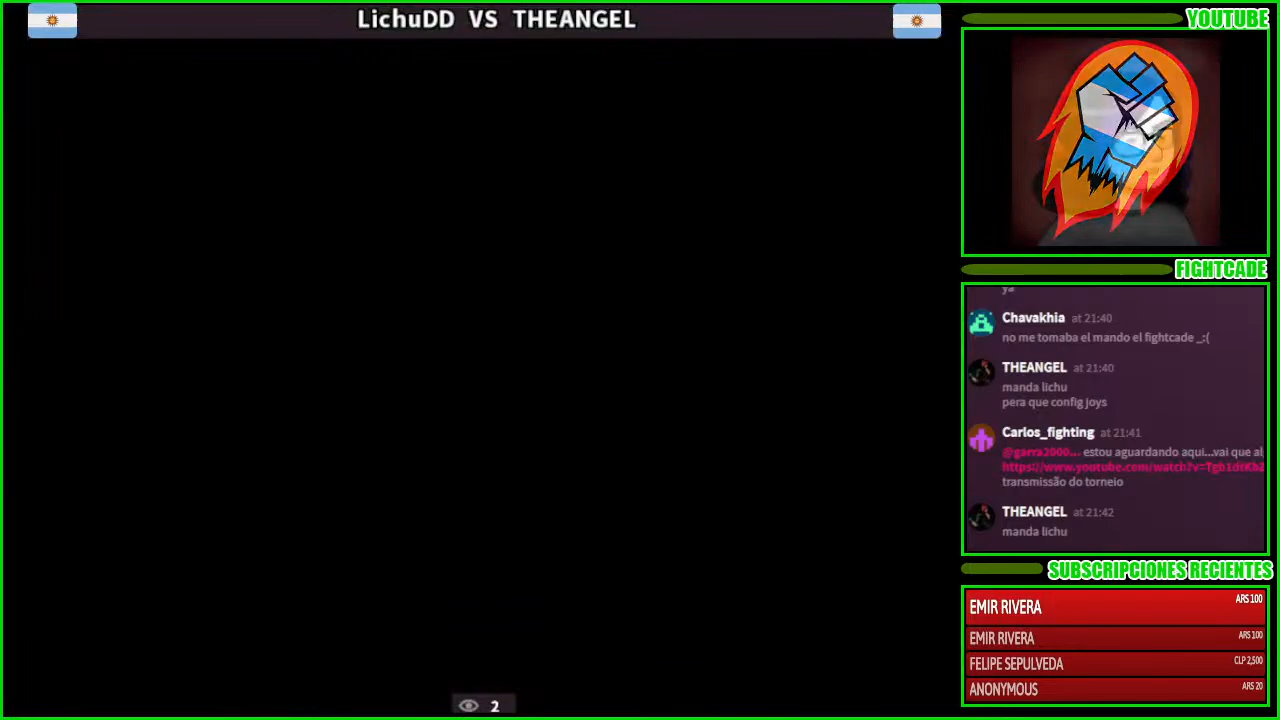 LichuDD VS THEANGEL
YOUTUBE
FIGHTCADE
ya
Chavakhia at 21:40
no me tomaba el mando el fightcade _:(
THEANGEL at 21:40
manda lichu
pera que config joys
Carlos_fighting at 21:41
@garra2000... estou aguardando aqui...vai que al
transmissão do torneio
THEANGEL at 21:42
manda lichu
SUBSCRIPCIONES RECIENTES
EMIR RIVERA ARS 100
EMIR RIVERA ARS 100
FELIPE SEPULVEDA CLP 2,500
ANONYMOUS ARS 20
2